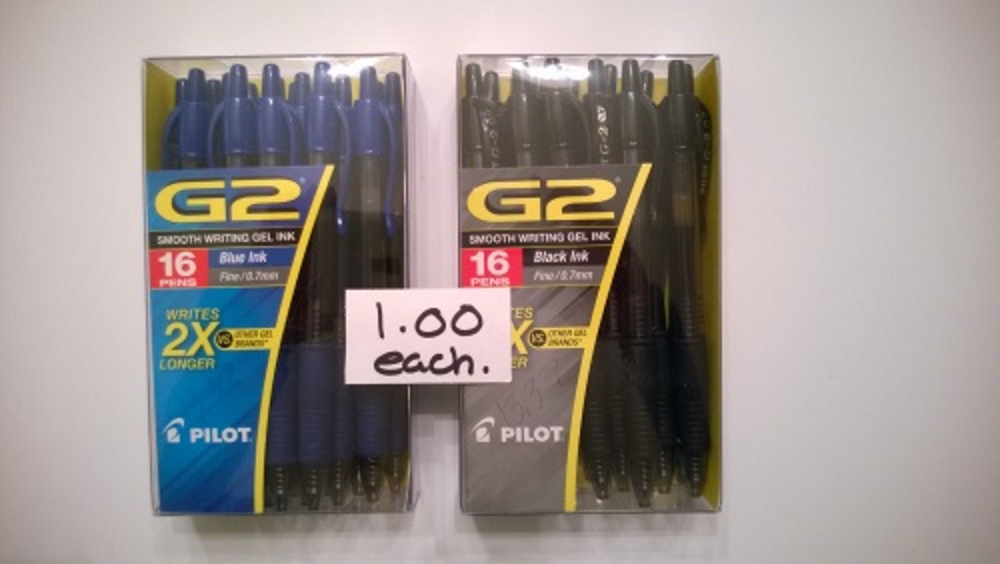 G2
SMOOTH WRITING GEL INK
16
PENS
Blue Ink
Fine/0.7mm
WRITES
2X
LONGER
VS.
OTHER GEL
BRANDS*
PILOT
G2
SMOOTH WRITING GEL INK
16
PENS
Black Ink
Fine/0.7mm
VS.
OTHER GEL
BRANDS*
PILOT
1.00
each.